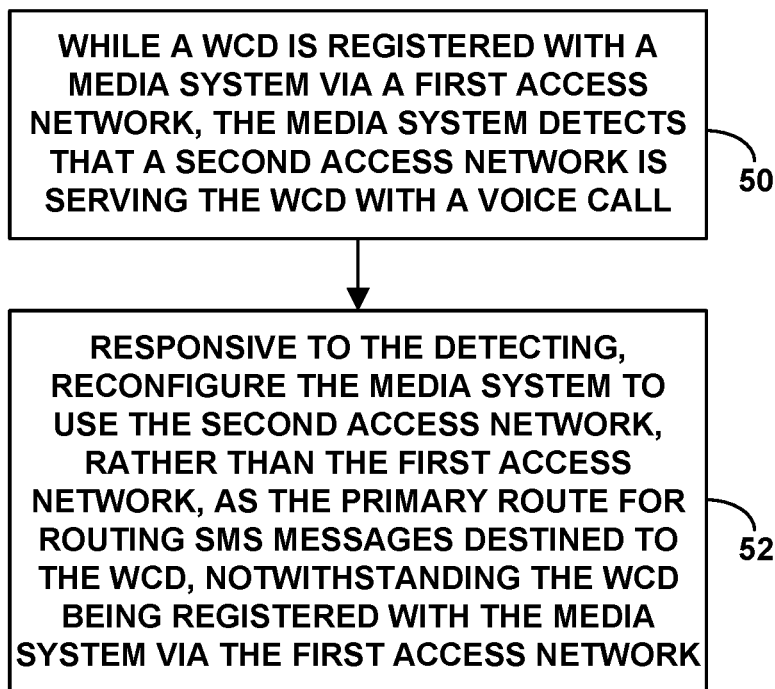 WHILE A WCD IS REGISTERED WITH A
MEDIA SYSTEM VIA A FIRST ACCESS
NETWORK, THE MEDIA SYSTEM DETECTS
THAT A SECOND ACCESS NETWORK IS
SERVING THE WCD WITH A VOICE CALL
50
RESPONSIVE TO THE DETECTING,
RECONFIGURE THE MEDIA SYSTEM TO
USE THE SECOND ACCESS NETWORK,
RATHER THAN THE FIRST ACCESS
NETWORK, AS THE PRIMARY ROUTE FOR
ROUTING SMS MESSAGES DESTINED TO
THE WCD, NOTWITHSTANDING THE WCD
BEING REGISTERED WITH THE MEDIA
SYSTEM VIA THE FIRST ACCESS NETWORK
52